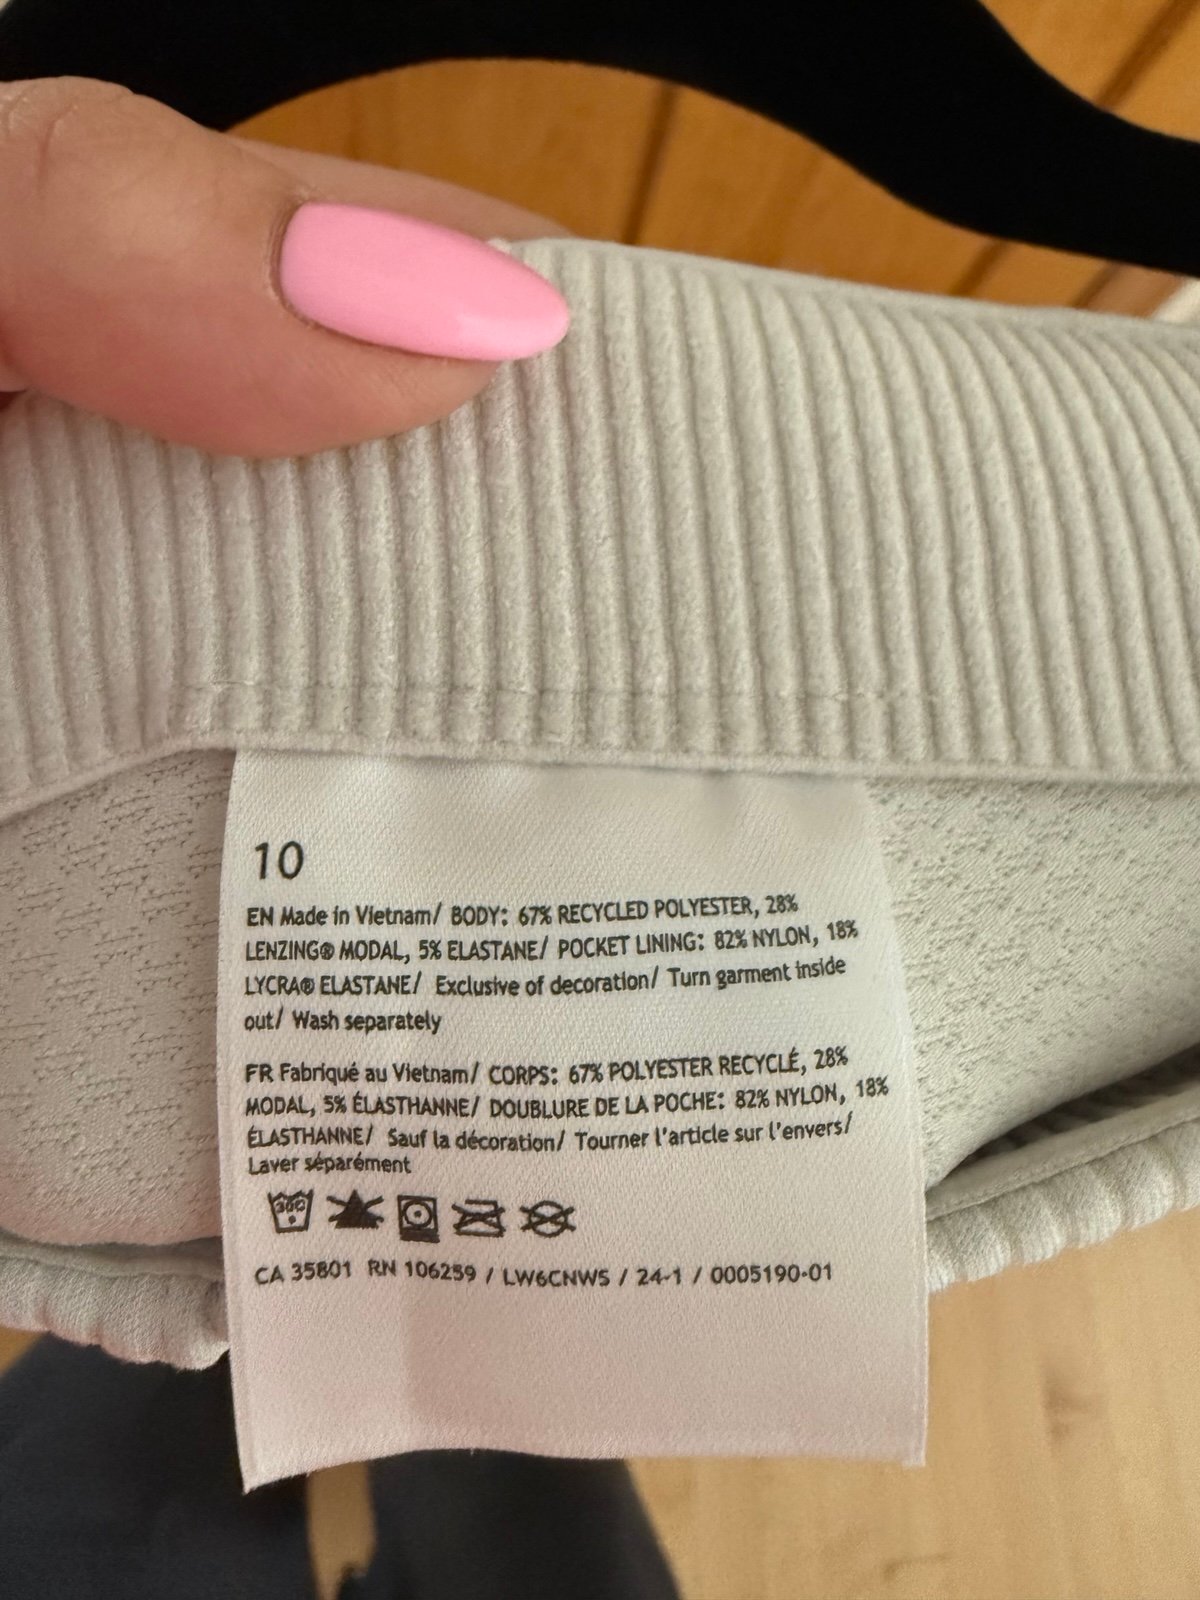 10
EN Made in Vietnam/ BODY: 67% RECYCLED POLYESTER, 28%
LENZING® MODAL, 5% ELASTANE/ POCKET LINING: 82% NYLON, 18%
LYCRA® ELASTANE/ Exclusive of decoration/ Turn garment inside
out/ Wash separately
FR Fabriqué au Vietnam/ CORPS: 67% POLYESTER RECYCLÉ, 28%
MODAL, 5% ÉLASTHANNE/ DOUBLURE DE LA POCHE: 82% NYLON, 18%
ÉLASTHANNE/ Sauf la décoration/ Tourner l'article sur l'envers/
Laver séparément
30C
CA 35801 RN 106259 / LW6CNWS / 24-1 / 0005190-01